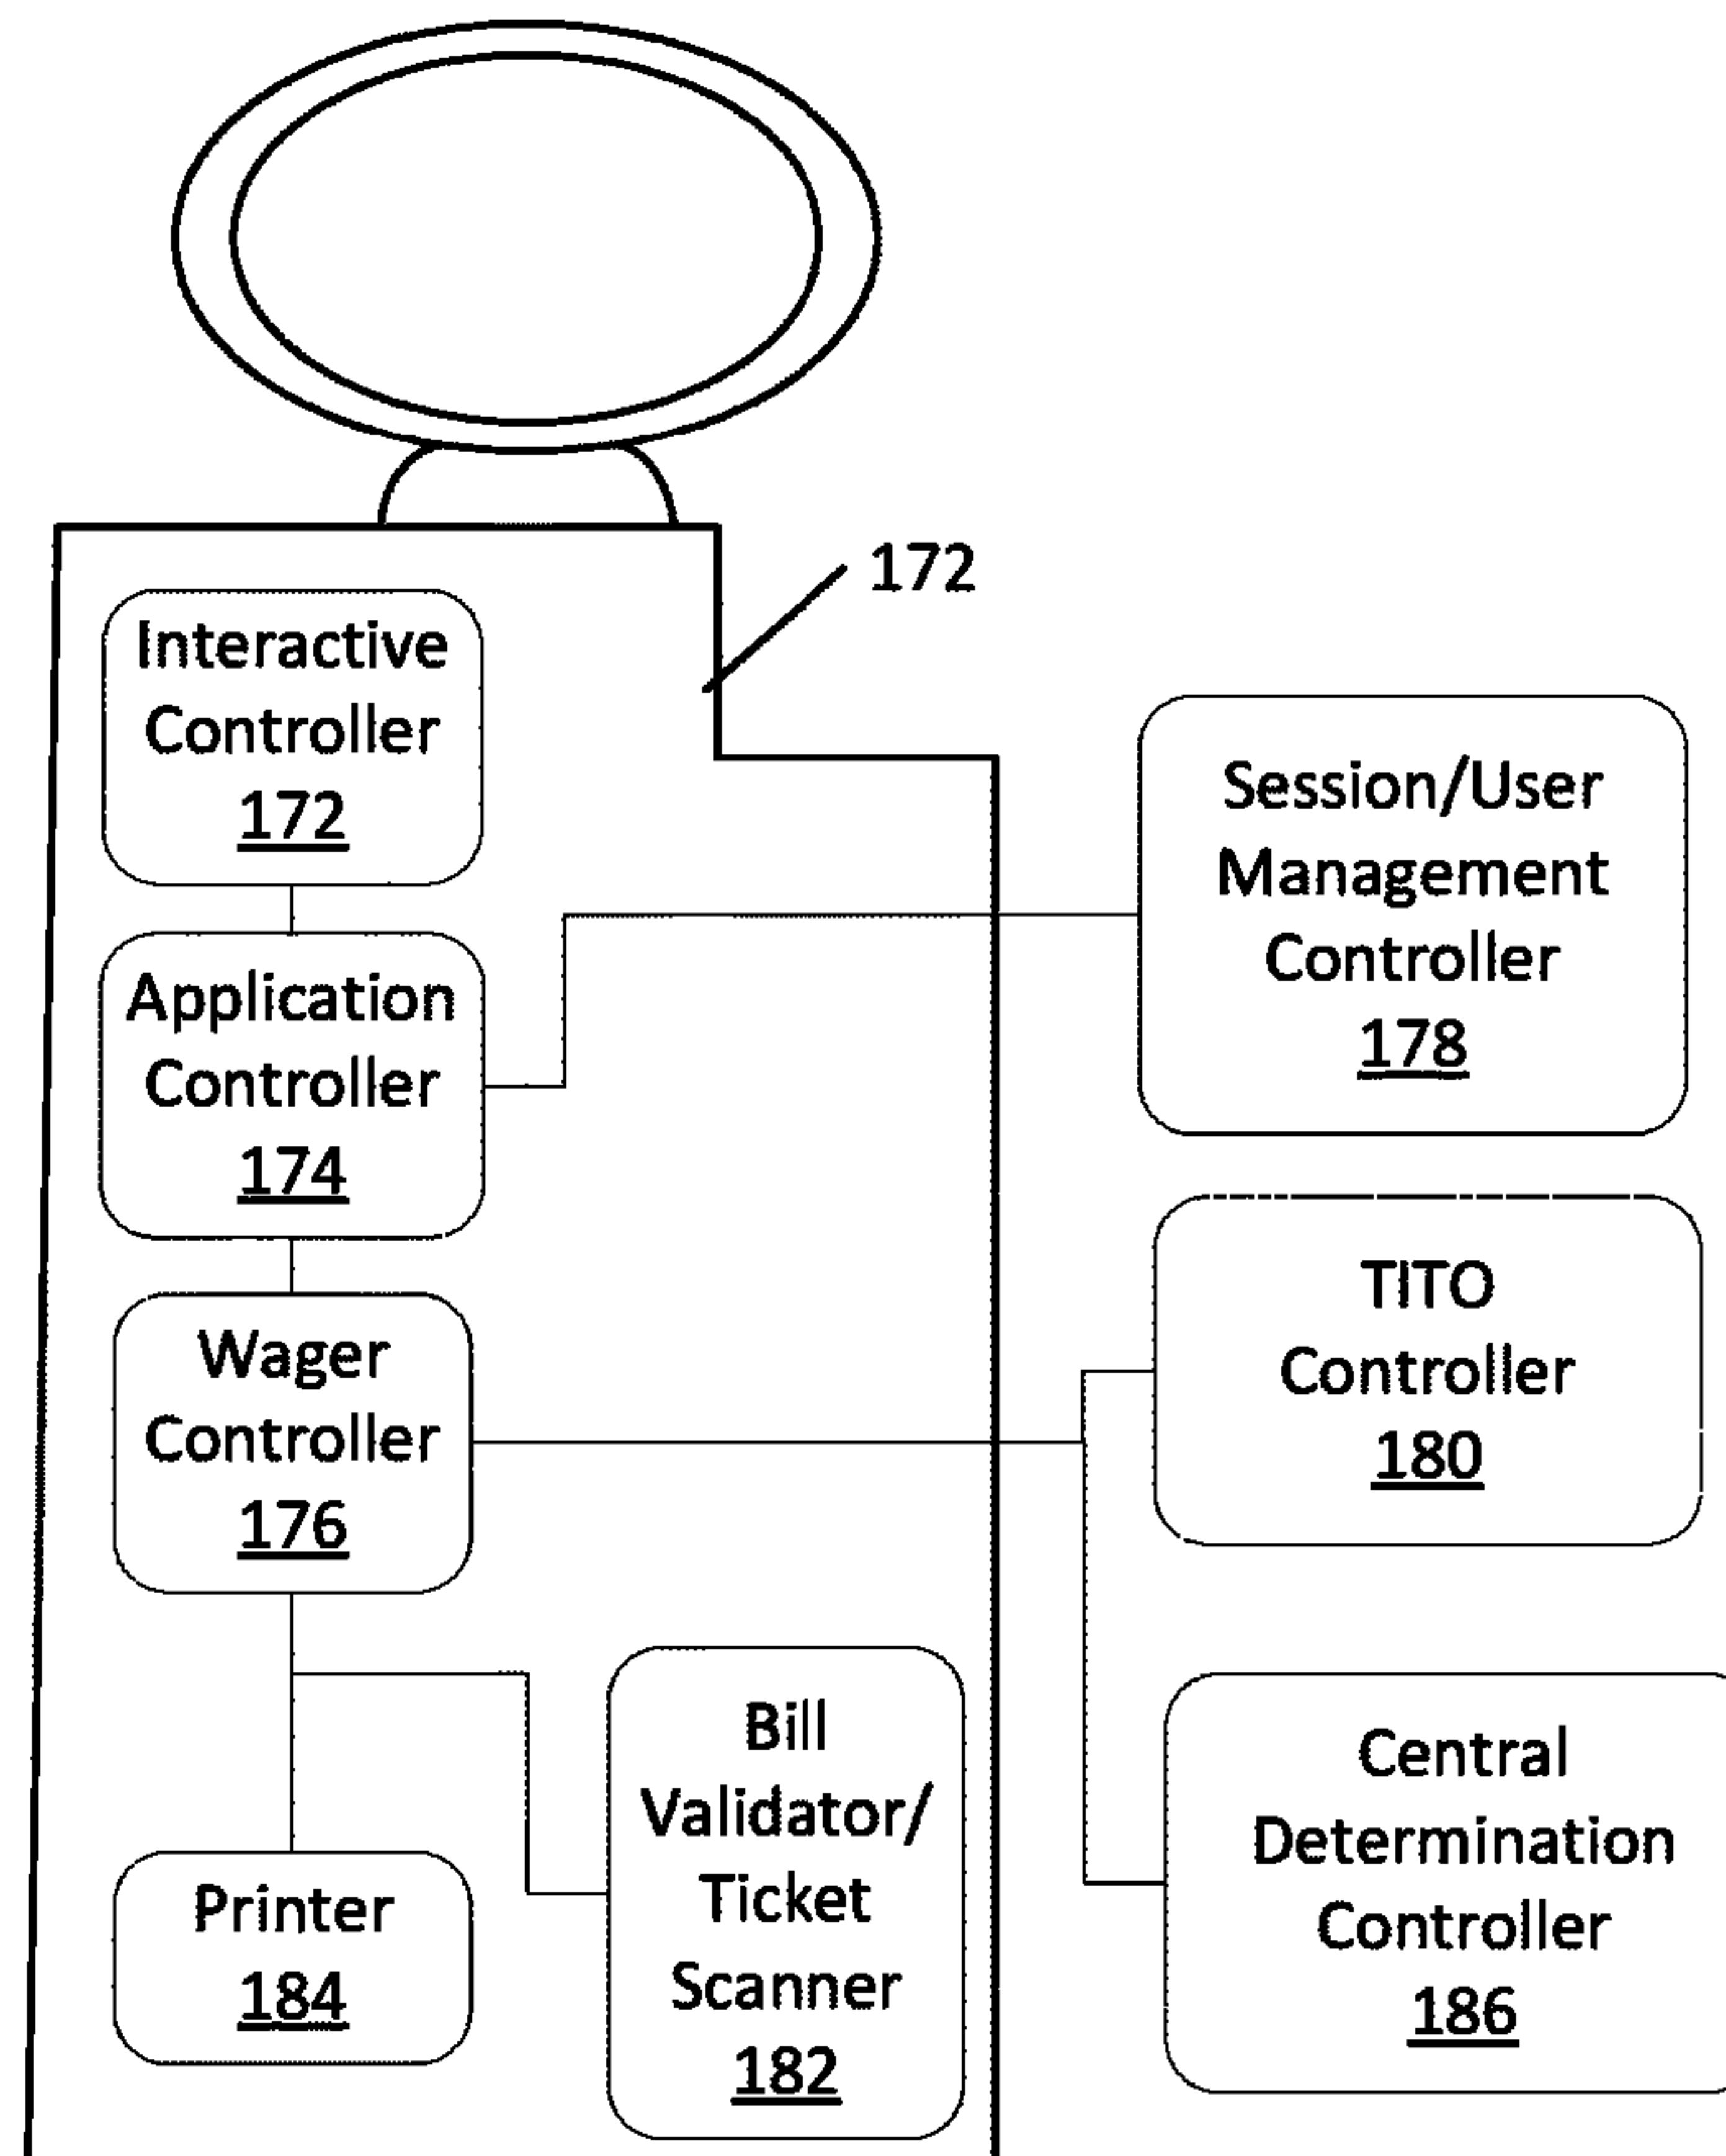 172
Interactive
Controller
172
Application
Controller
174
Wager
Controller
176
Printer
184
Bill
Validator/
Ticket
Scanner
182
Session/User
Management
Controller
178
TITO
Controller
180
Central
Determination
Controller
186